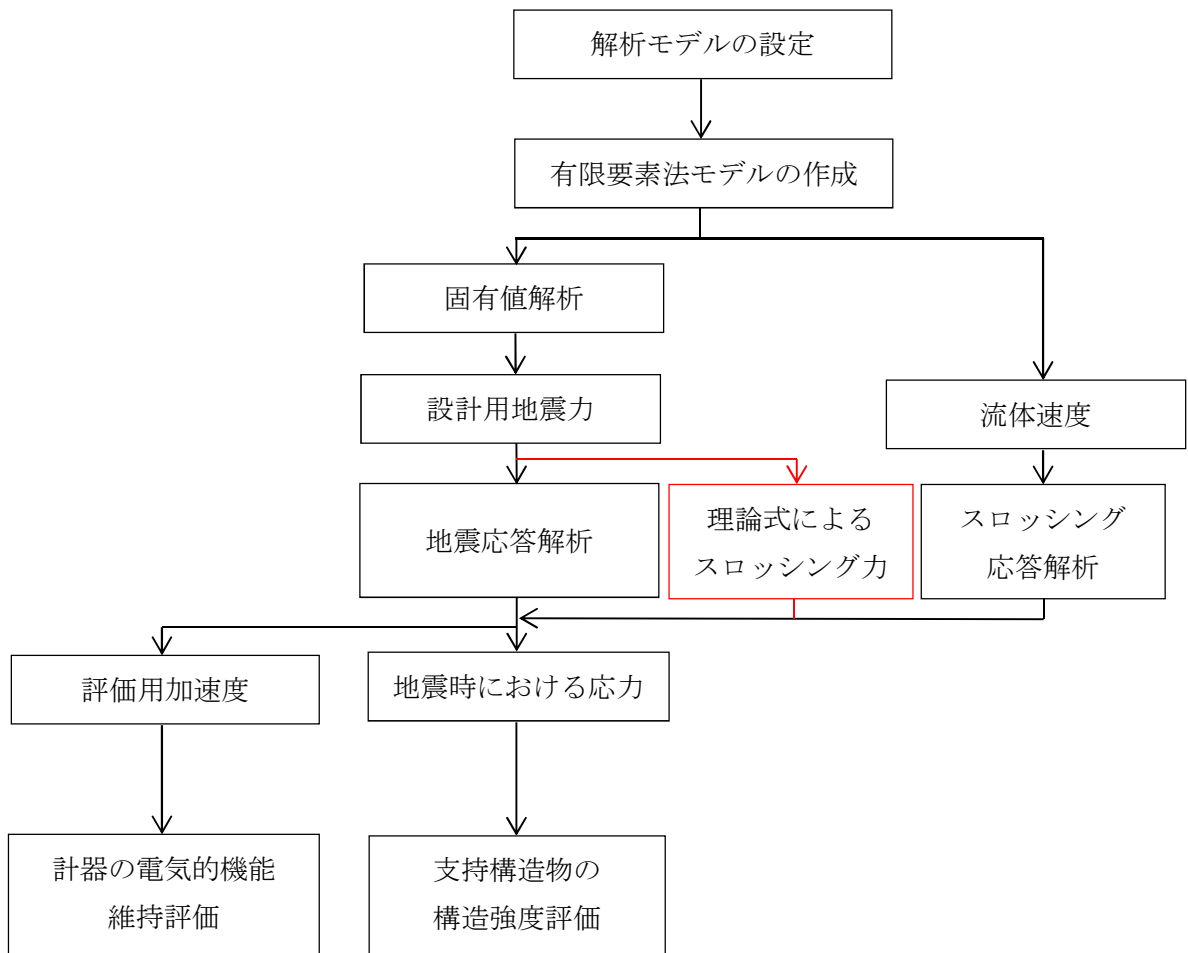 解析モデルの設定
有限要素法モデルの作成
固有値解析
設計用地震力
流体速度
地震応答解析
理論式による
スロッシング力
スロッシング
応答解析
評価用加速度
地震時における応力
計器の電気的機能
維持評価
支持構造物の
構造強度評価